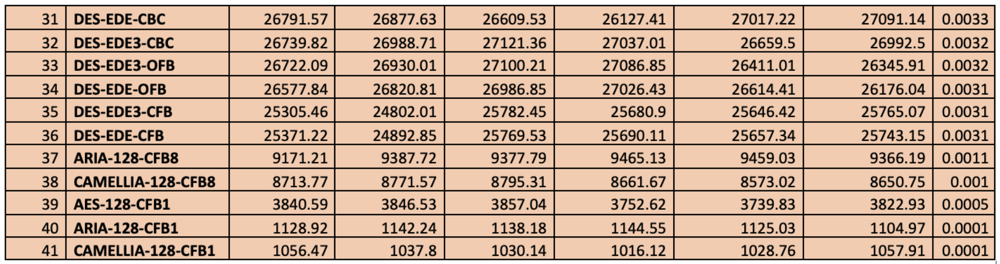 31 DES-EDE-CBC 26791.57 26877.63 26609.53 26127.41 27017.22 27091.14 0.0033
32 DES-EDE3-CBC 26739.82 26988.71 27121.36 27037.01 26659.5 26992.5 0.0032
33 DES-EDE3-OFB 26722.09 26930.01 27100.21 27086.85 26411.01 26345.91 0.0032
34 DES-EDE-OFB 26577.84 26820.81 26986.85 27026.43 26614.41 26176.04 0.0031
35 DES-EDE3-CFB 25305.46 24802.01 25782.45 25680.9 25646.42 25765.07 0.0031
36 DES-EDE-CFB 25371.22 24892.85 25769.53 25690.11 25657.34 25743.15 0.0031
37 ARIA-128-CFB8 9171.21 9387.72 9377.79 9465.13 9459.03 9366.19 0.0011
38 CAMELLIA-128-CFB8 8713.77 8771.57 8795.31 8661.67 8573.02 8650.75 0.001
39 AES-128-CFB1 3840.59 3846.53 3857.04 3752.62 3739.83 3822.93 0.0005
40 ARIA-128-CFB1 1128.92 1142.24 1138.18 1144.55 1125.03 1104.97 0.0001
41 CAMELLIA-128-CFB1 1056.47 1037.8 1030.14 1016.12 1028.76 1057.91 0.0001